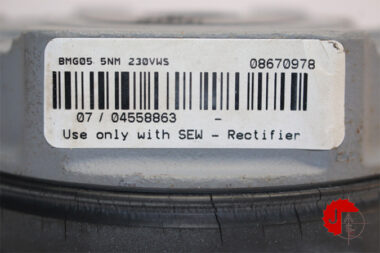 BMG05 5NM 230VWS 08670978
07 / 04558863 -
Use only with SEW - Rectifier